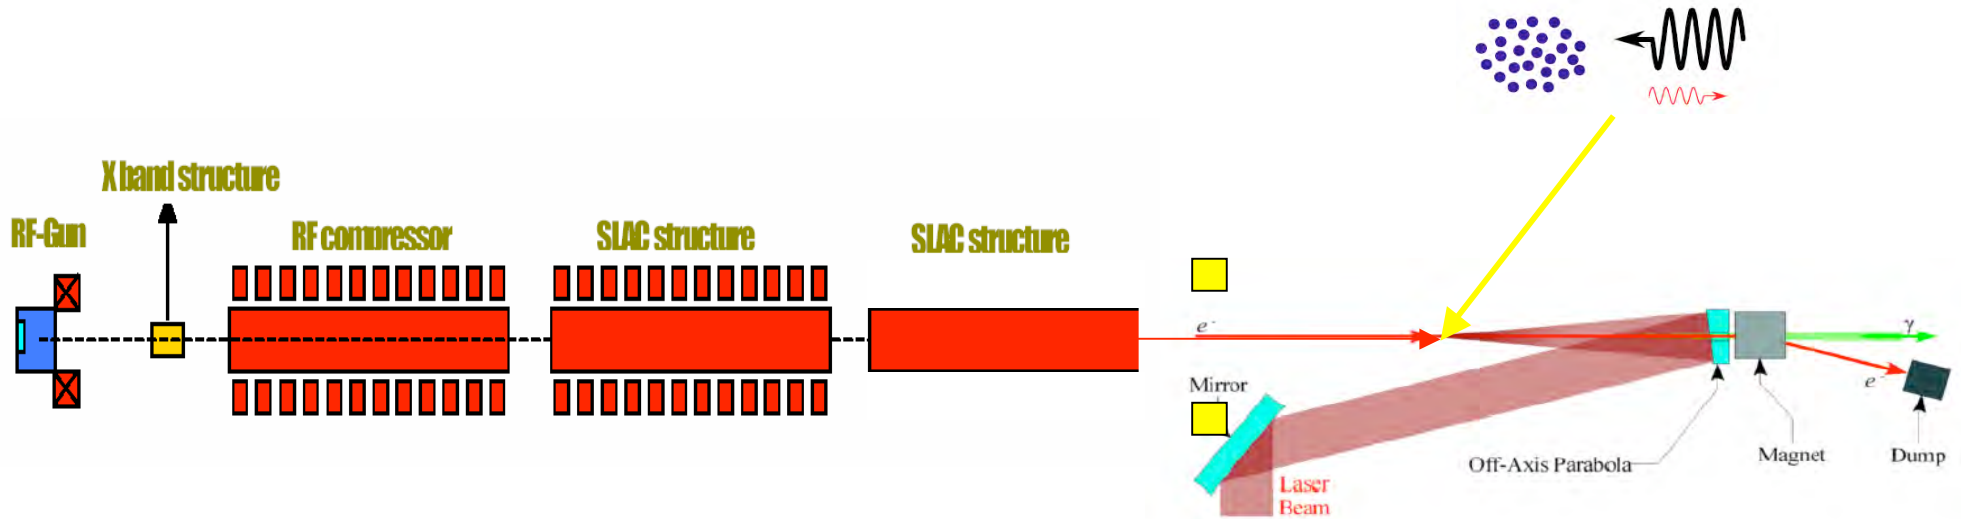 X band structure
RF-Gun
RF compressor
SLAC structure
SLAC structure
e-
γ
Mirror
e-
Off-Axis Parabola
Magnet
Dump
Laser
Beam